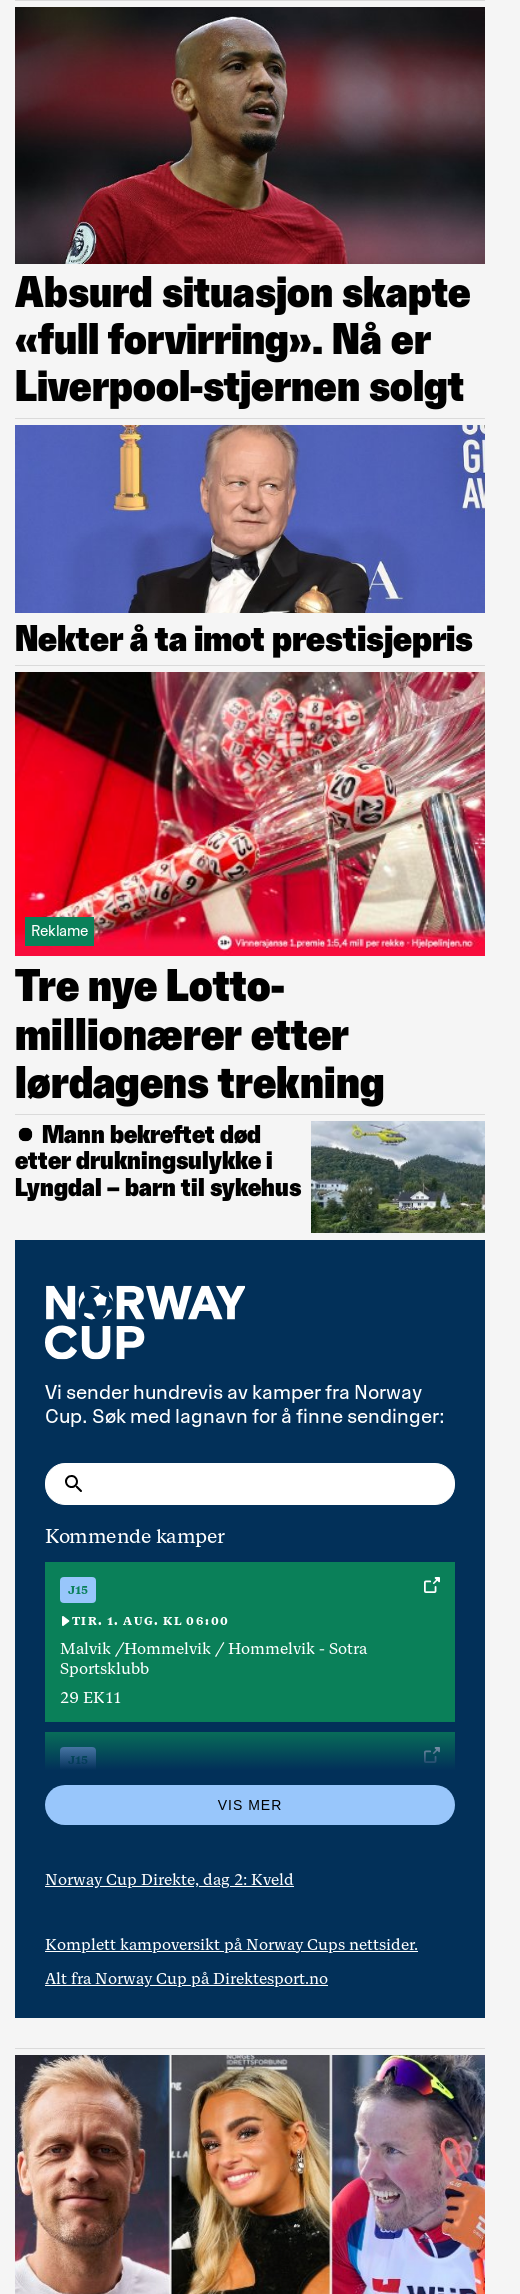 Absurd situasjon skapte
«full forvirring». Nå er
Liverpool-stjernen solgt
Nekter å ta imot prestisjepris
Reklame
18+ Vinnersjanse 1.premie 1:5,4 mill per rekke - Hjelpelinjen.no
Tre nye Lotto-
millionærer etter
lørdagens trekning
Mann bekreftet død
etter drukningsulykke i
Lyngdal – barn til sykehus
NORWAY
CUP
Vi sender hundrevis av kamper fra Norway
Cup. Søk med lagnavn for å finne sendinger:
Kommende kamper
J15
TIR. 1. AUG. KL 06:00
Malvik /Hommelvik / Hommelvik - Sotra
Sportsklubb
29 EK11
J15
VIS MER
Norway Cup Direkte, dag 2: Kveld
Komplett kampoversikt på Norway Cups nettsider.
Alt fra Norway Cup på Direktesport.no
NORGES
IDRETTSFORBUND